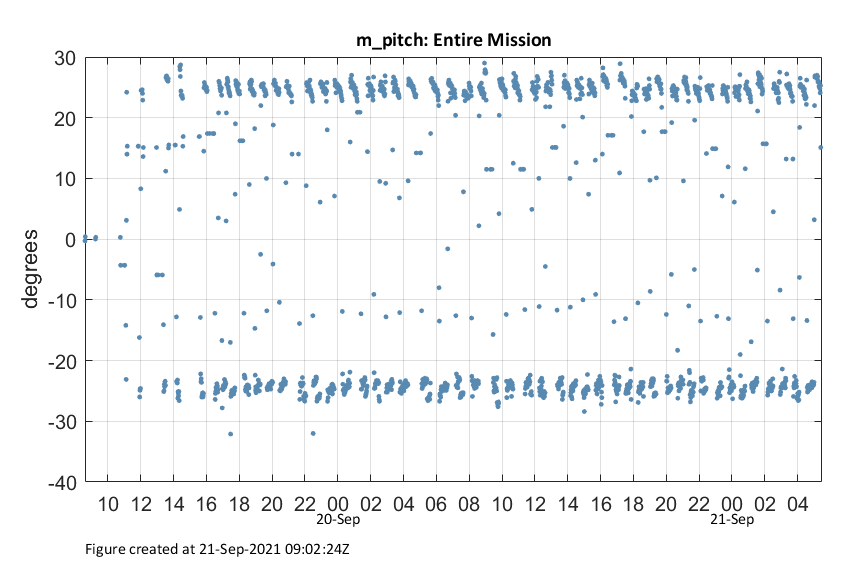 m_pitch: Entire Mission
30
20
10
0
-10
-20
-30
-40
degrees
10 12 14 16 18 20 22 00 02 04 06 08 10 12 14 16 18 20 22 00 02 04
20-Sep 21-Sep
Figure created at 21-Sep-2021 09:02:24Z